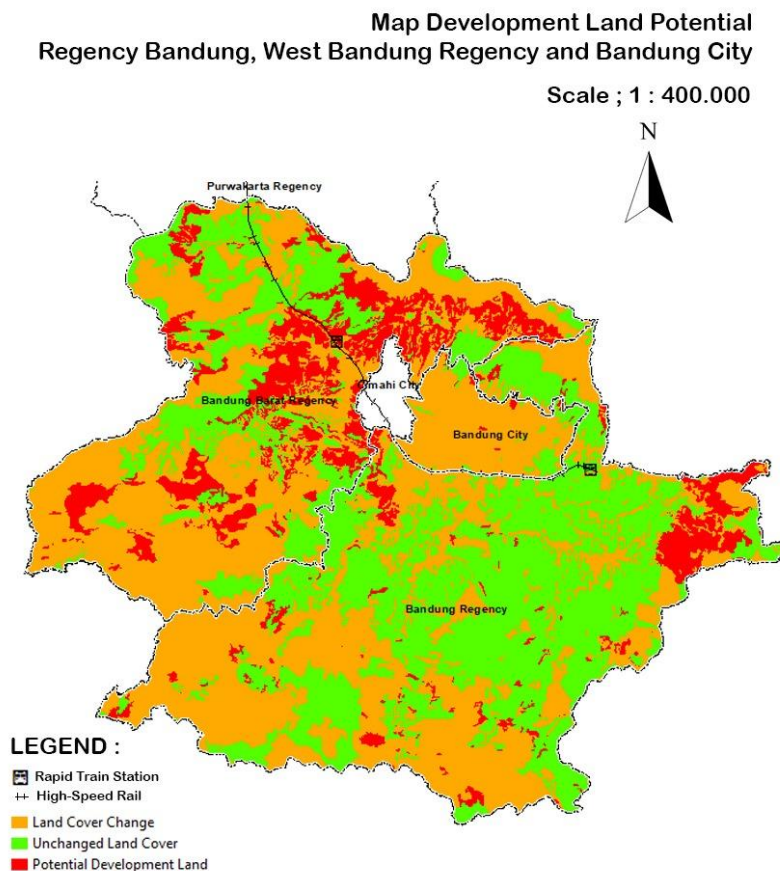 Map Development Land Potential
Regency Bandung, West Bandung Regency and Bandung City
Scale ; 1 : 400.000
N
Purwakarta Regency
Cimahi City
Bandung Barat Regency
Bandung City
Bandung Regency
LEGEND :
Rapid Train Station
High-Speed Rail
Land Cover Change
Unchanged Land Cover
Potential Development Land